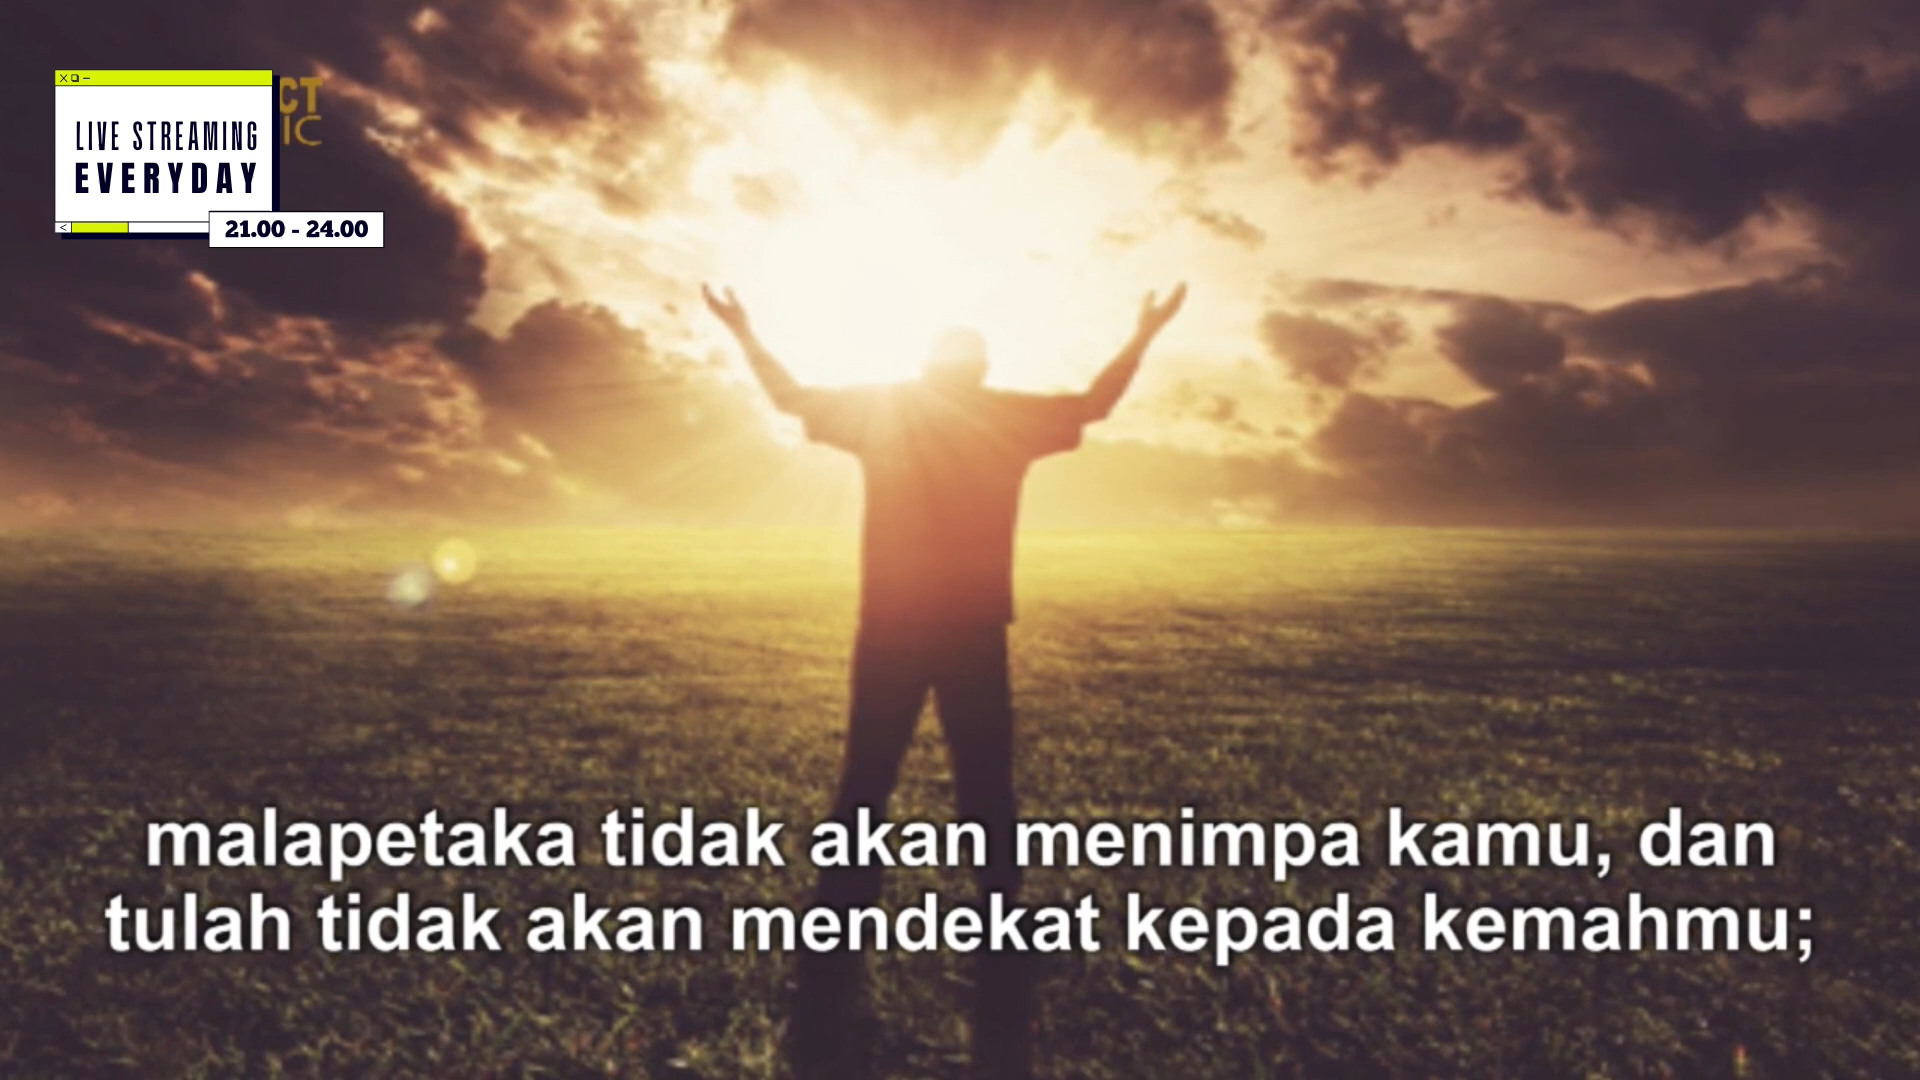 LIVE STREAMING
EVERYDAY
21.00 - 24.00
malapetaka tidak akan menimpa kamu, dan
tulah tidak akan mendekat kepada kemahmu;